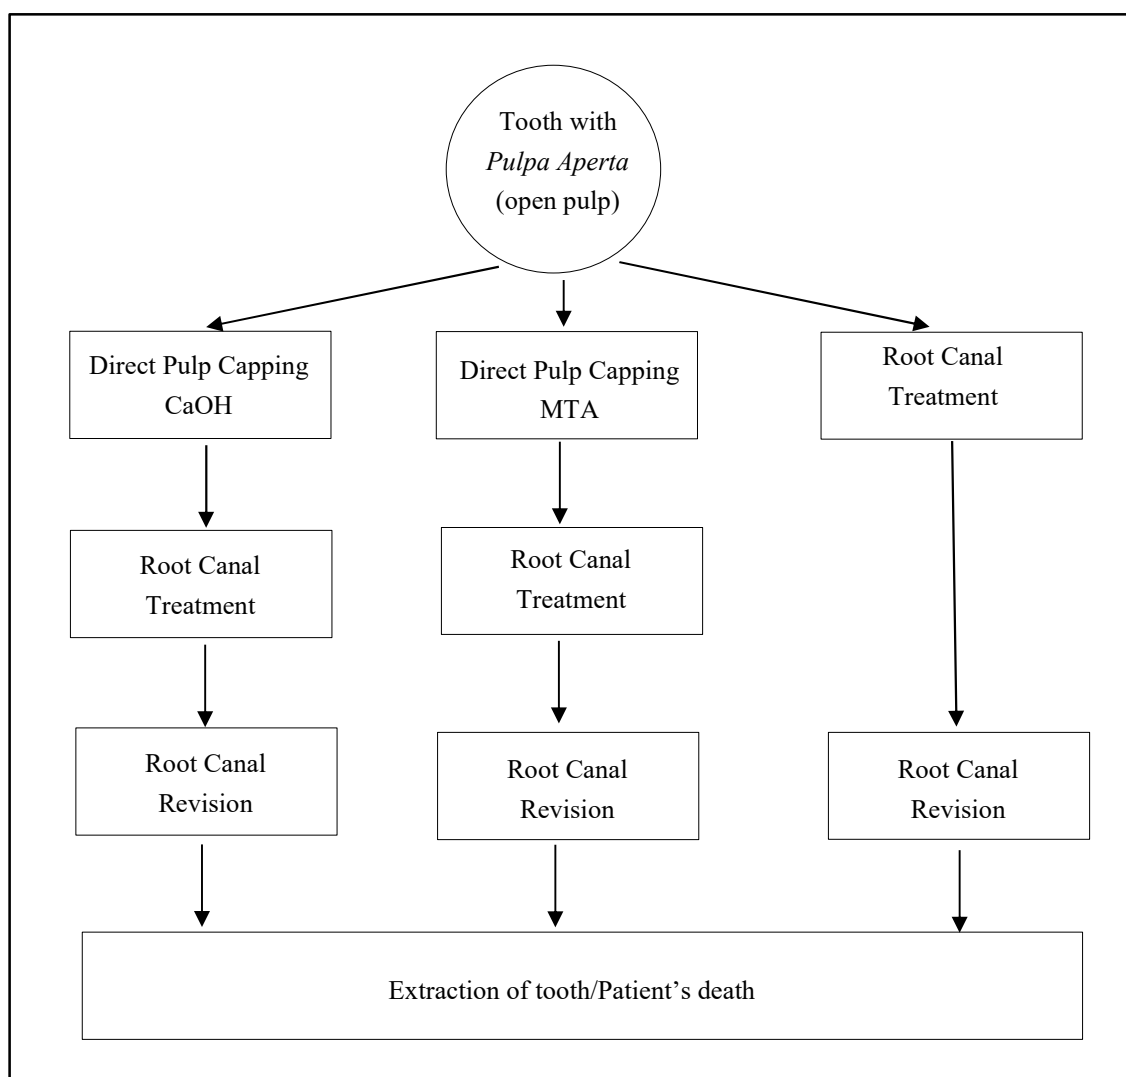 Tooth with
Pulpa Aperta
(open pulp)
Direct Pulp Capping
CaOH
Direct Pulp Capping
MTA
Root Canal
Treatment
Root Canal
Treatment
Root Canal
Treatment
Root Canal
Revision
Root Canal
Revision
Root Canal
Revision
Extraction of tooth/Patient’s death